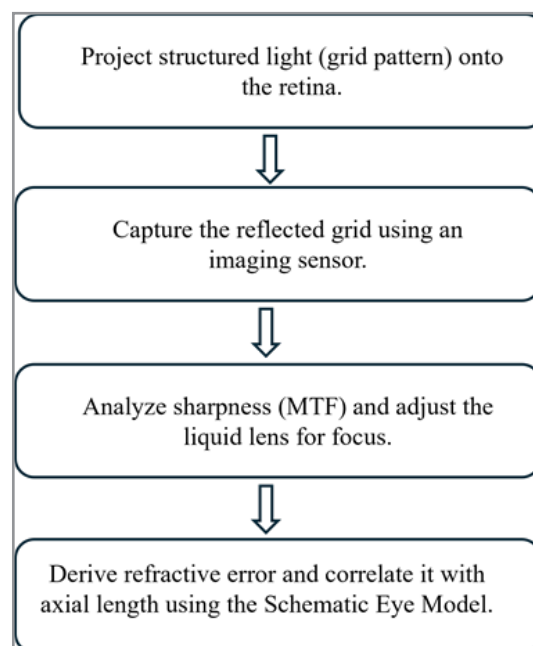 Project structured light (grid pattern) onto
the retina.
Capture the reflected grid using an
imaging sensor.
Analyze sharpness (MTF) and adjust the
liquid lens for focus.
Derive refractive error and correlate it with
axial length using the Schematic Eye Model.